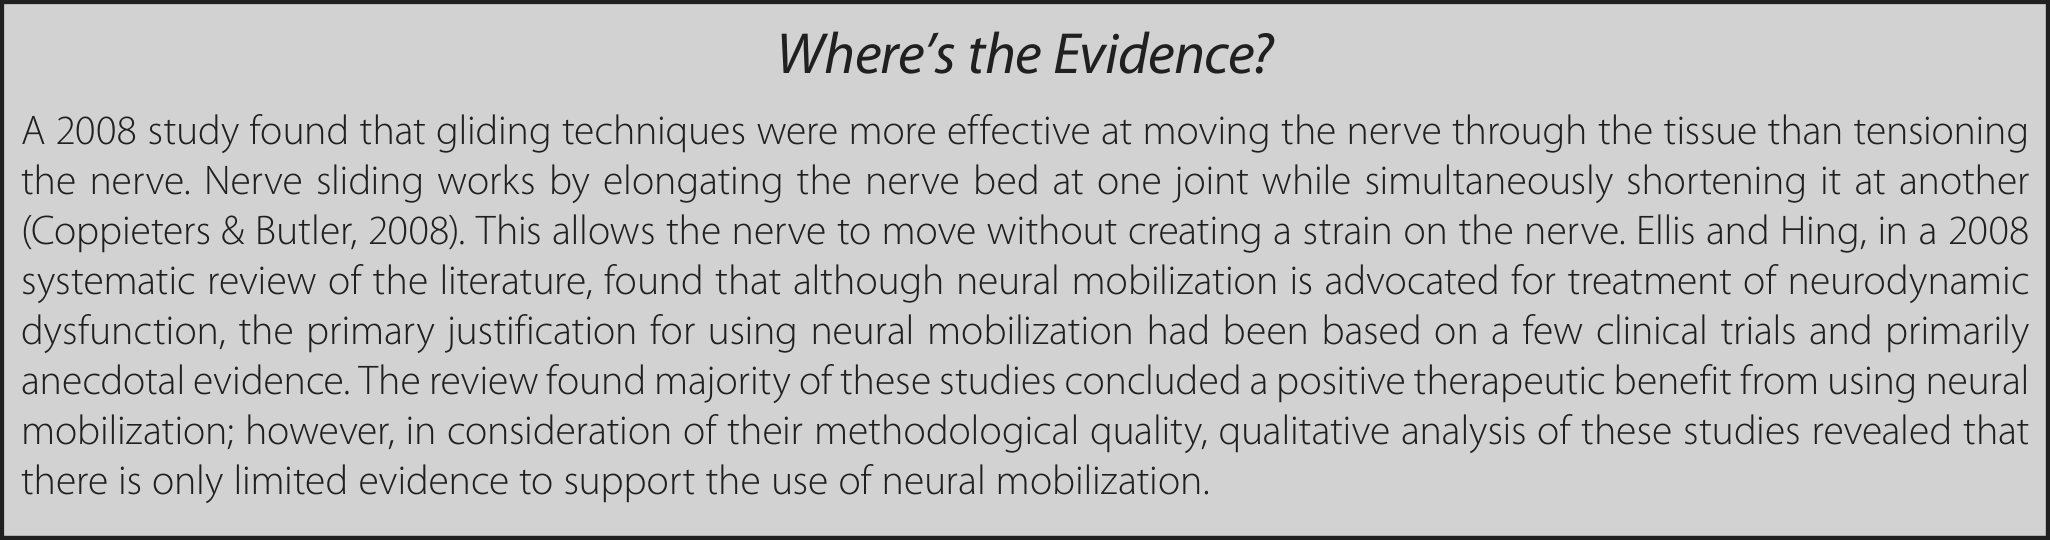 Where’s the Evidence?
A 2008 study found that gliding techniques were more effective at moving the nerve through the tissue than tensioning
the nerve. Nerve sliding works by elongating the nerve bed at one joint while simultaneously shortening it at another
(Coppieters & Butler, 2008). This allows the nerve to move without creating a strain on the nerve. Ellis and Hing, in a 2008
systematic review of the literature, found that although neural mobilization is advocated for treatment of neurodynamic
dysfunction, the primary justification for using neural mobilization had been based on a few clinical trials and primarily
anecdotal evidence. The review found majority of these studies concluded a positive therapeutic benefit from using neural
mobilization; however, in consideration of their methodological quality, qualitative analysis of these studies revealed that
there is only limited evidence to support the use of neural mobilization.